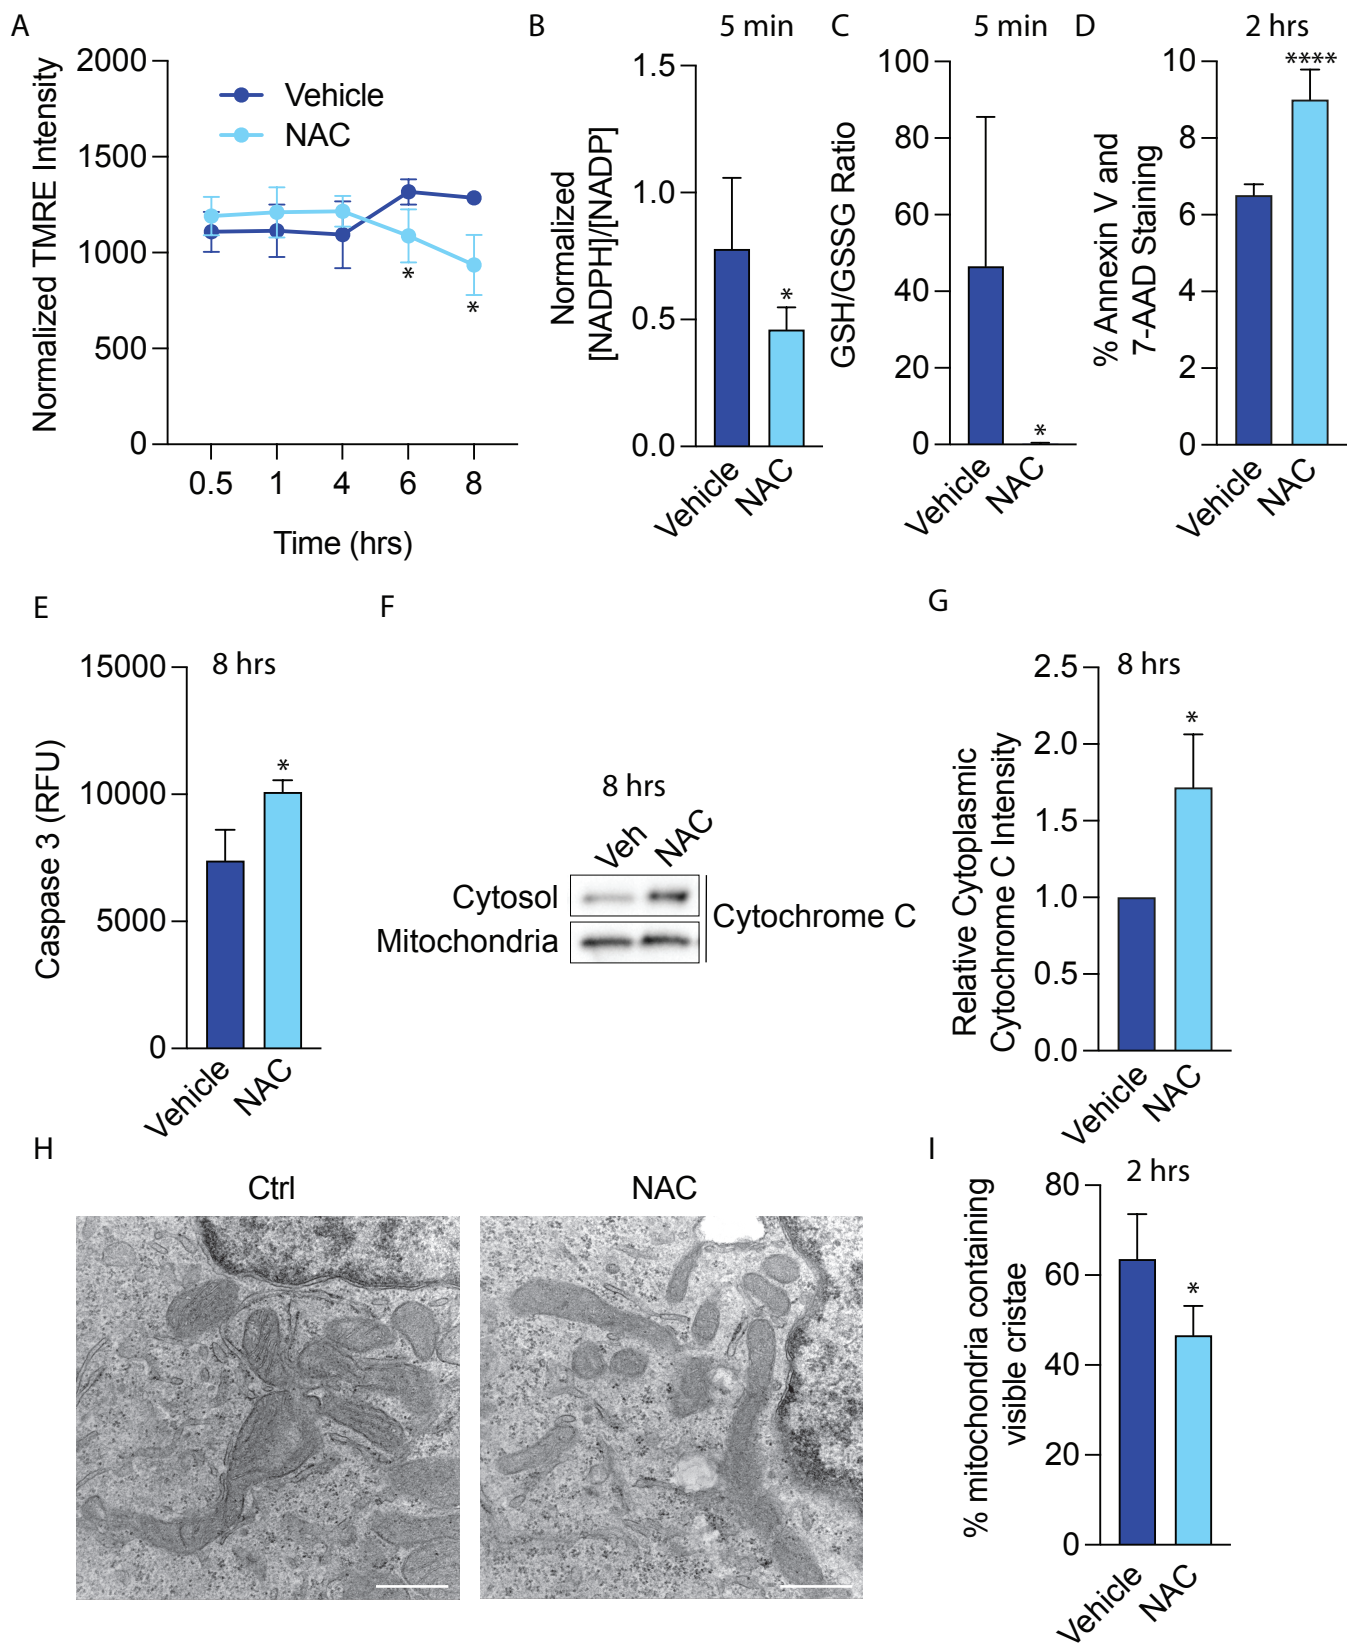 A
2000
1500
1000
500
0
Normalized TMRE Intensity
Vehicle
NAC
*
*
0.5 1 4 6 8
Time (hrs)
B
5 min
1.5
1.0
0.5
0.0
Normalized
[NADPH]/[NADP]
*
Vehicle
NAC
C
5 min
100
80
60
40
20
0
GSH/GSSG Ratio
*
Vehicle
NAC
D
2 hrs
10
8
6
4
2
0
% Annexin V and
7-AAD Staining
****
Vehicle
NAC
E
8 hrs
15000
10000
5000
0
Caspase 3 (RFU)
*
Vehicle
NAC
F
8 hrs
Veh NAC
Cytosol
Mitochondria
Cytochrome C
G
8 hrs
2.5
2.0
1.5
1.0
0.5
0.0
Relative Cytoplasmic
Cytochrome C Intensity
*
Vehicle
NAC
H
Ctrl
NAC
I
2 hrs
80
60
40
20
0
% mitochondria containing
visible cristae
*
Vehicle
NAC